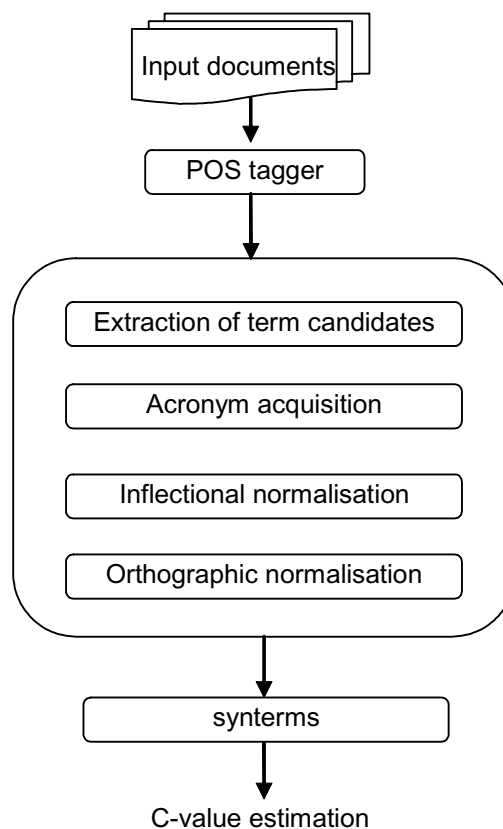 Input documents
POS tagger
Extraction of term candidates
Acronym acquisition
Inflectional normalisation
Orthographic normalisation
synterms
C-value estimation